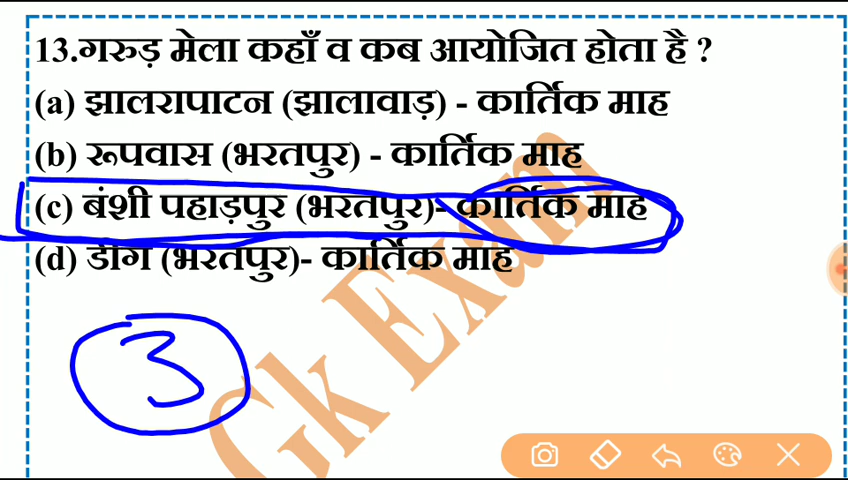 13.गरुड़ मेला कहाँ व कब आयोजित होता है ?
(a) झालरापाटन (झालावाड़) - कार्तिक माह
(b) रूपवास (भरतपुर) - कार्तिक माह
(c) बंशी पहाड़पुर (भरतपुर)- कार्तिक माह
(d) डीग (भरतपुर)- कार्तिक माह
3
Gk Exam